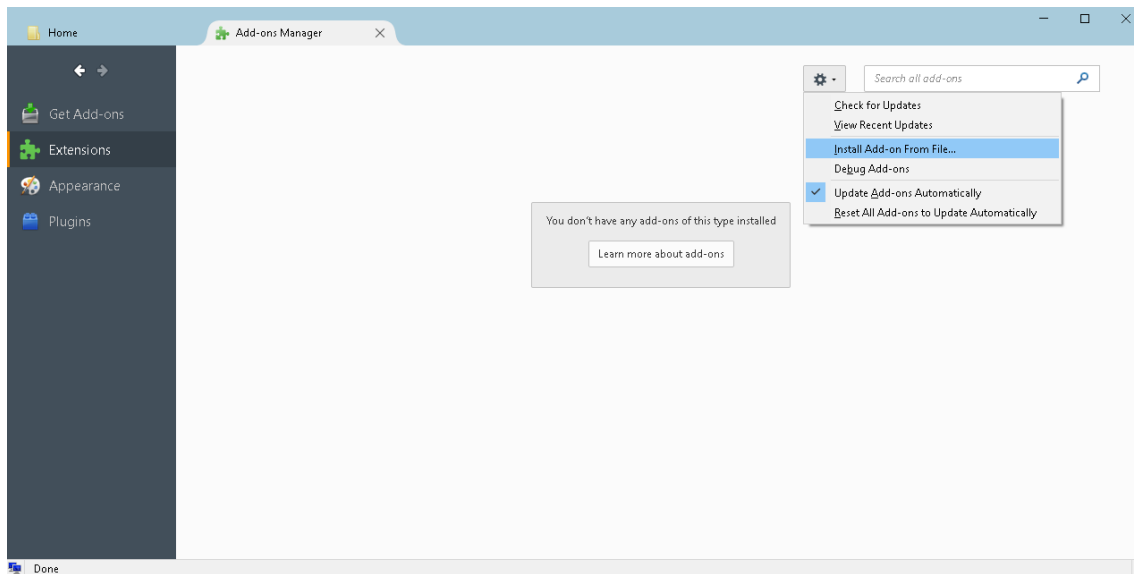 Home
Add-ons Manager
Search all add-ons
Get Add-ons
Extensions
Appearance
Plugins
Check for Updates
View Recent Updates
Install Add-on From File...
Debug Add-ons
Update Add-ons Automatically
Reset All Add-ons to Update Automatically
You don't have any add-ons of this type installed
Learn more about add-ons
Done